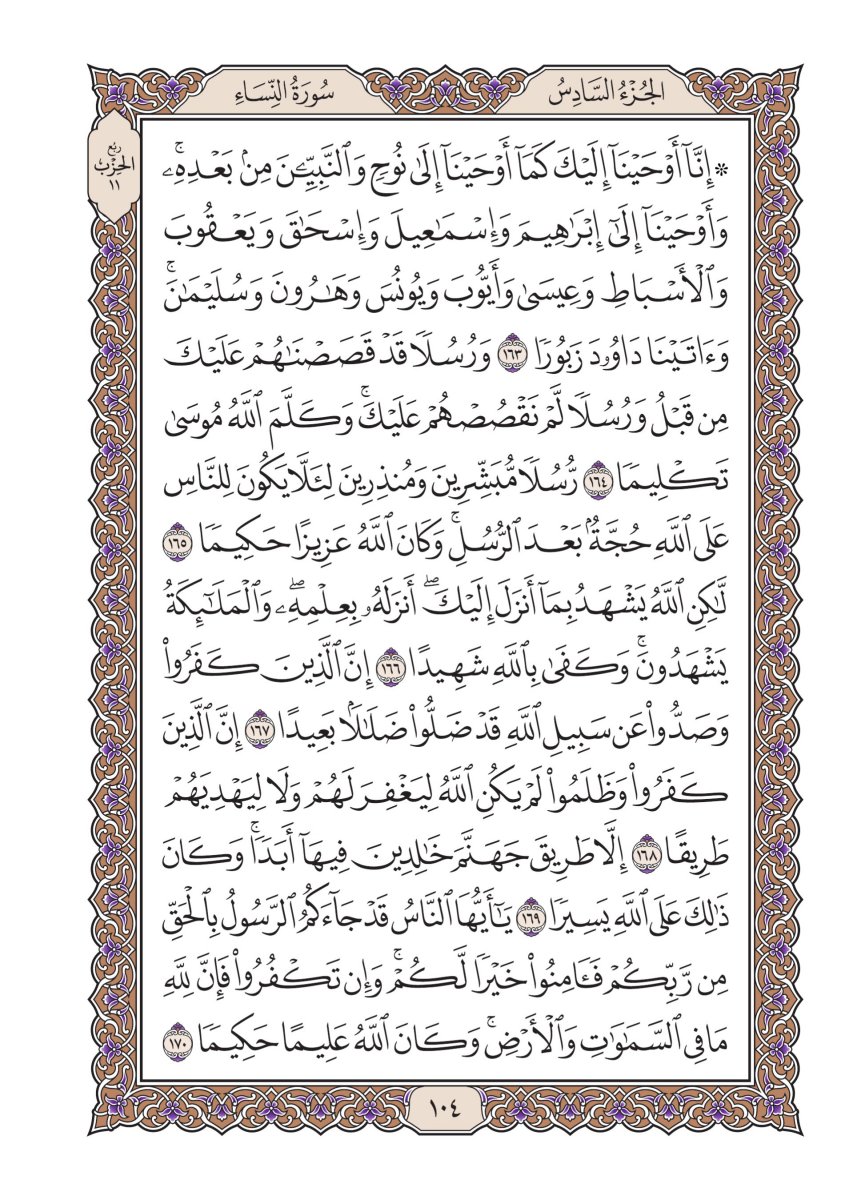 الجُزْءُ السَّادِسُ
سُورَةُ النِّسَاءِ
رُبْع
الحِزْب
١١
۞ إِنَّآ أَوۡحَيۡنَآ إِلَيۡكَ كَمَآ أَوۡحَيۡنَآ إِلَىٰ نُوحٖ وَٱلنَّبِيِّـۧنَ مِنۢ بَعۡدِهِۦۚ
وَأَوۡحَيۡنَآ إِلَىٰٓ إِبۡرَٰهِيمَ وَإِسۡمَٰعِيلَ وَإِسۡحَٰقَ وَيَعۡقُوبَ
وَٱلۡأَسۡبَاطِ وَعِيسَىٰ وَأَيُّوبَ وَيُونُسَ وَهَٰرُونَ وَسُلَيۡمَٰنَۚ
وَءَاتَيۡنَا دَاوُۥدَ زَبُورٗا ١٦٣ وَرُسُلٗا قَدۡ قَصَصۡنَٰهُمۡ عَلَيۡكَ
مِن قَبۡلُ وَرُسُلٗا لَّمۡ نَقۡصُصۡهُمۡ عَلَيۡكَۚ وَكَلَّمَ ٱللَّهُ مُوسَىٰ
تَكۡلِيمٗا ١٦٤ رُّسُلٗا مُّبَشِّرِينَ وَمُنذِرِينَ لِئَلَّا يَكُونَ لِلنَّاسِ
عَلَى ٱللَّهِ حُجَّةُۢ بَعۡدَ ٱلرُّسُلِۚ وَكَانَ ٱللَّهُ عَزِيزًا حَكِيمٗا ١٦٥
لَّٰكِنِ ٱللَّهُ يَشۡهَدُ بِمَآ أَنزَلَ إِلَيۡكَۖ أَنزَلَهُۥ بِعِلۡمِهِۦۖ وَٱلۡمَلَٰٓئِكَةُ
يَشۡهَدُونَۚ وَكَفَىٰ بِٱللَّهِ شَهِيدًا ١٦٦ إِنَّ ٱلَّذِينَ كَفَرُواْ
وَصَدُّواْ عَن سَبِيلِ ٱللَّهِ قَدۡ ضَلُّواْ ضَلَٰلَۢا بَعِيدًا ١٦٧ إِنَّ ٱلَّذِينَ
كَفَرُواْ وَظَلَمُواْ لَمۡ يَكُنِ ٱللَّهُ لِيَغۡفِرَ لَهُمۡ وَلَا لِيَهۡدِيَهُمۡ
طَرِيقًا ١٦٨ إِلَّا طَرِيقَ جَهَنَّمَ خَٰلِدِينَ فِيهَآ أَبَدٗاۚ وَكَانَ
ذَٰلِكَ عَلَى ٱللَّهِ يَسِيرٗا ١٦٩ يَٰٓأَيُّهَا ٱلنَّاسُ قَدۡ جَآءَكُمُ ٱلرَّسُولُ بِٱلۡحَقِّ
مِن رَّبِّكُمۡ فَـَٔامِنُواْ خَيۡرٗا لَّكُمۡۚ وَإِن تَكۡفُرُواْ فَإِنَّ لِلَّهِ
مَا فِي ٱلسَّمَٰوَٰتِ وَٱلۡأَرۡضِۚ وَكَانَ ٱللَّهُ عَلِيمًا حَكِيمٗا ١٧٠
١٠٤